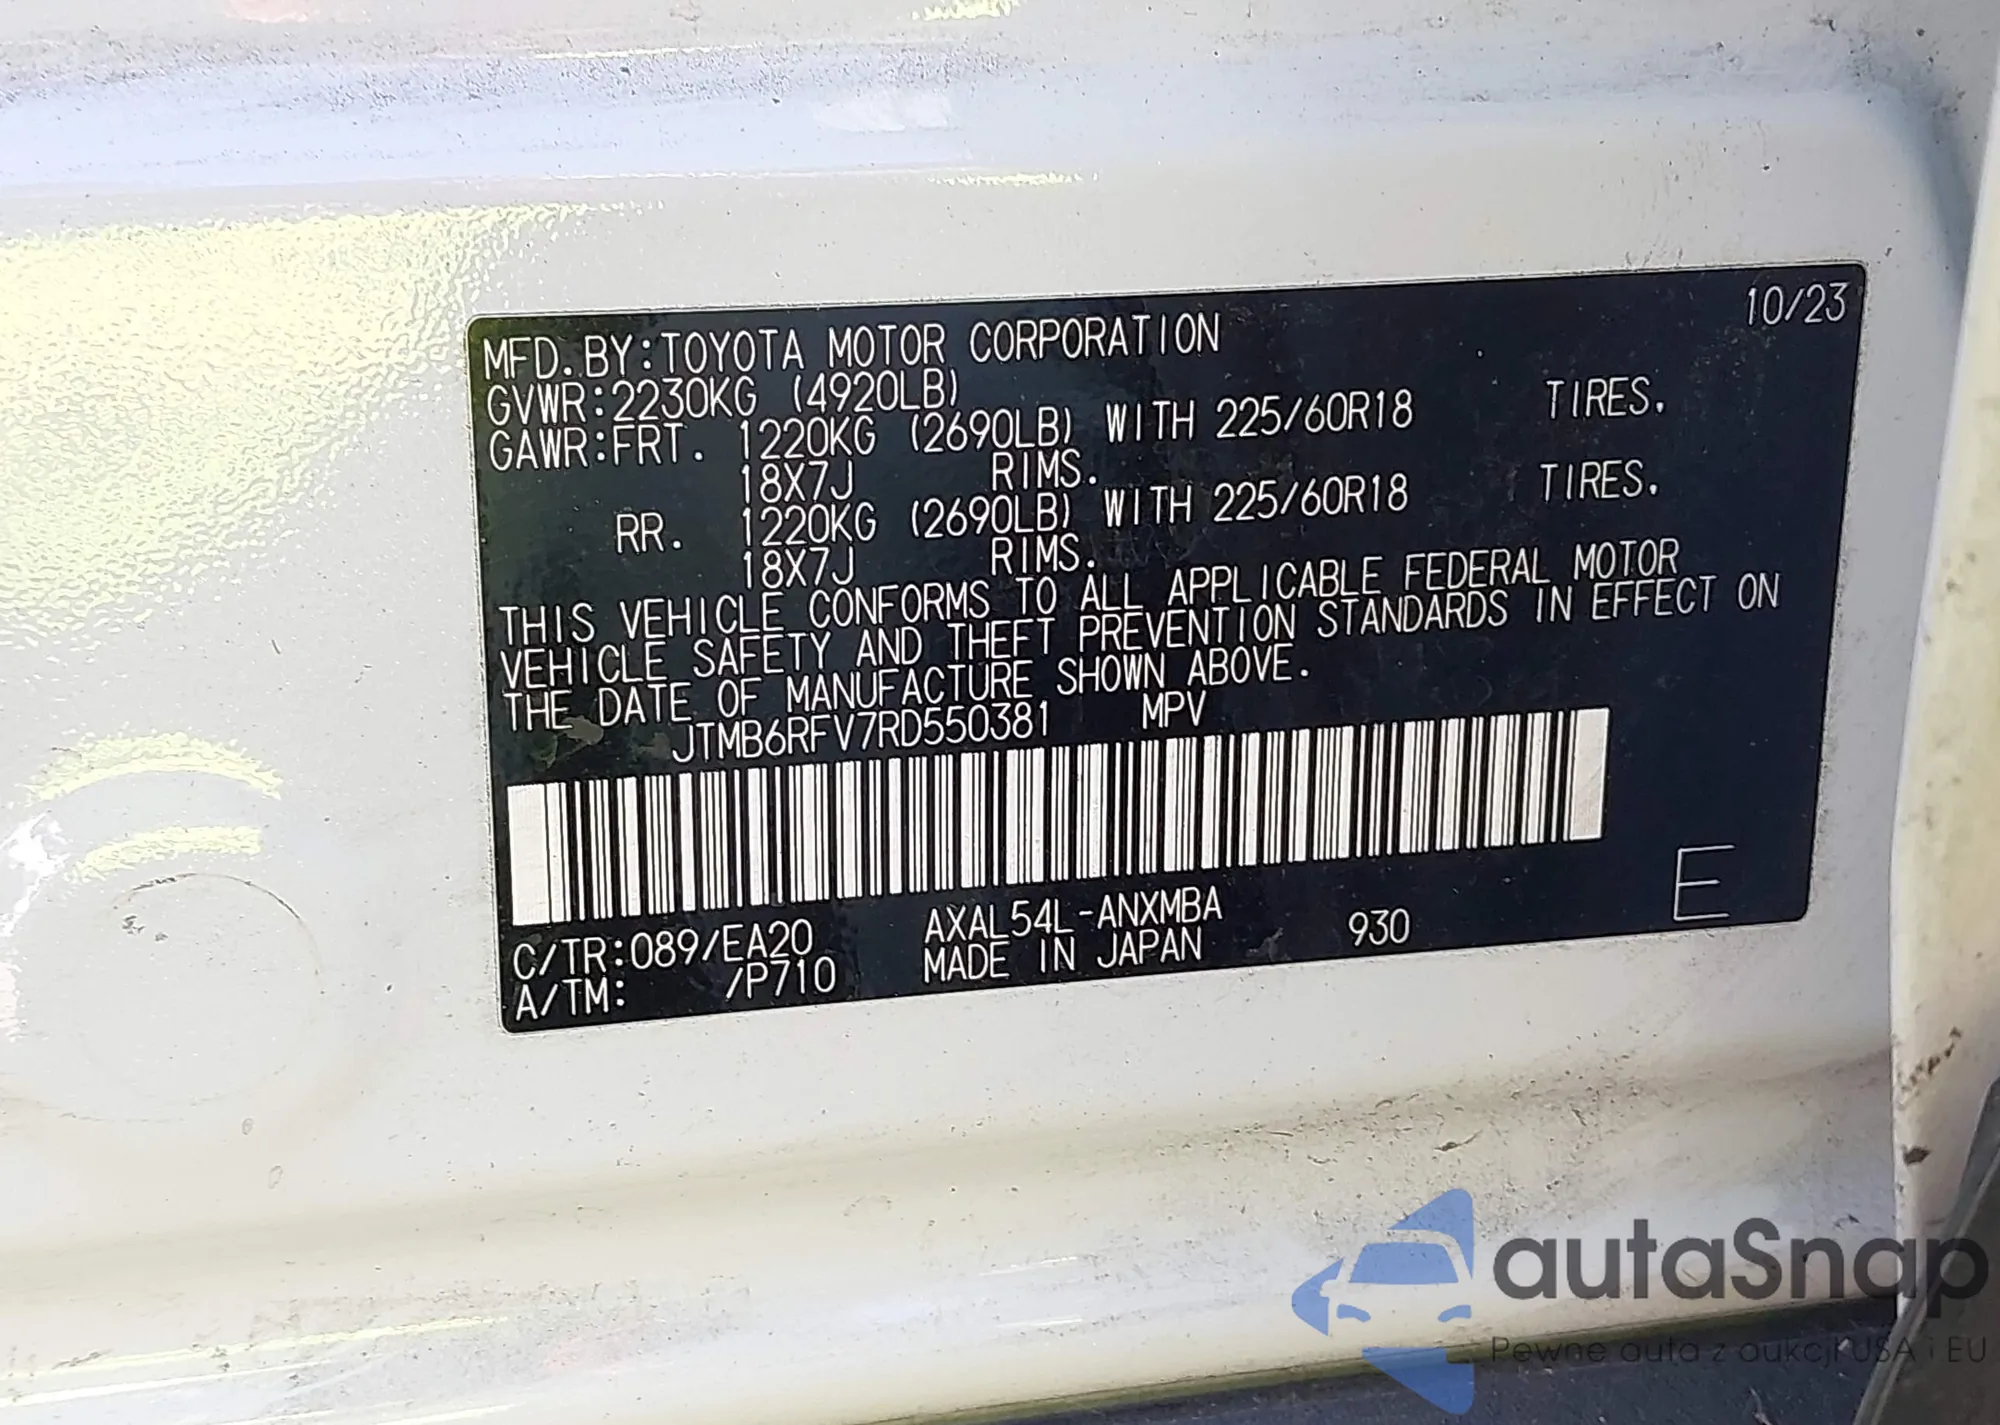 10/23
MFD.BY:TOYOTA MOTOR CORPORATION
GVWR:2230KG (4920LB)
GAWR:FRT. 1220KG (2690LB) WITH 225/60R18 TIRES.
18X7J RIMS.
RR. 1220KG (2690LB) WITH 225/60R18 TIRES.
18X7J RIMS.
THIS VEHICLE CONFORMS TO ALL APPLICABLE FEDERAL MOTOR
VEHICLE SAFETY AND THEFT PREVENTION STANDARDS IN EFFECT ON
THE DATE OF MANUFACTURE SHOWN ABOVE.
JTMB6RFV7RD550381 MPV
C/TR:089/EA20 AXAL54L-ANXMBA 930 E
A/TM: /P710 MADE IN JAPAN
autaSnap
Pewne auta z aukcji USA i EU